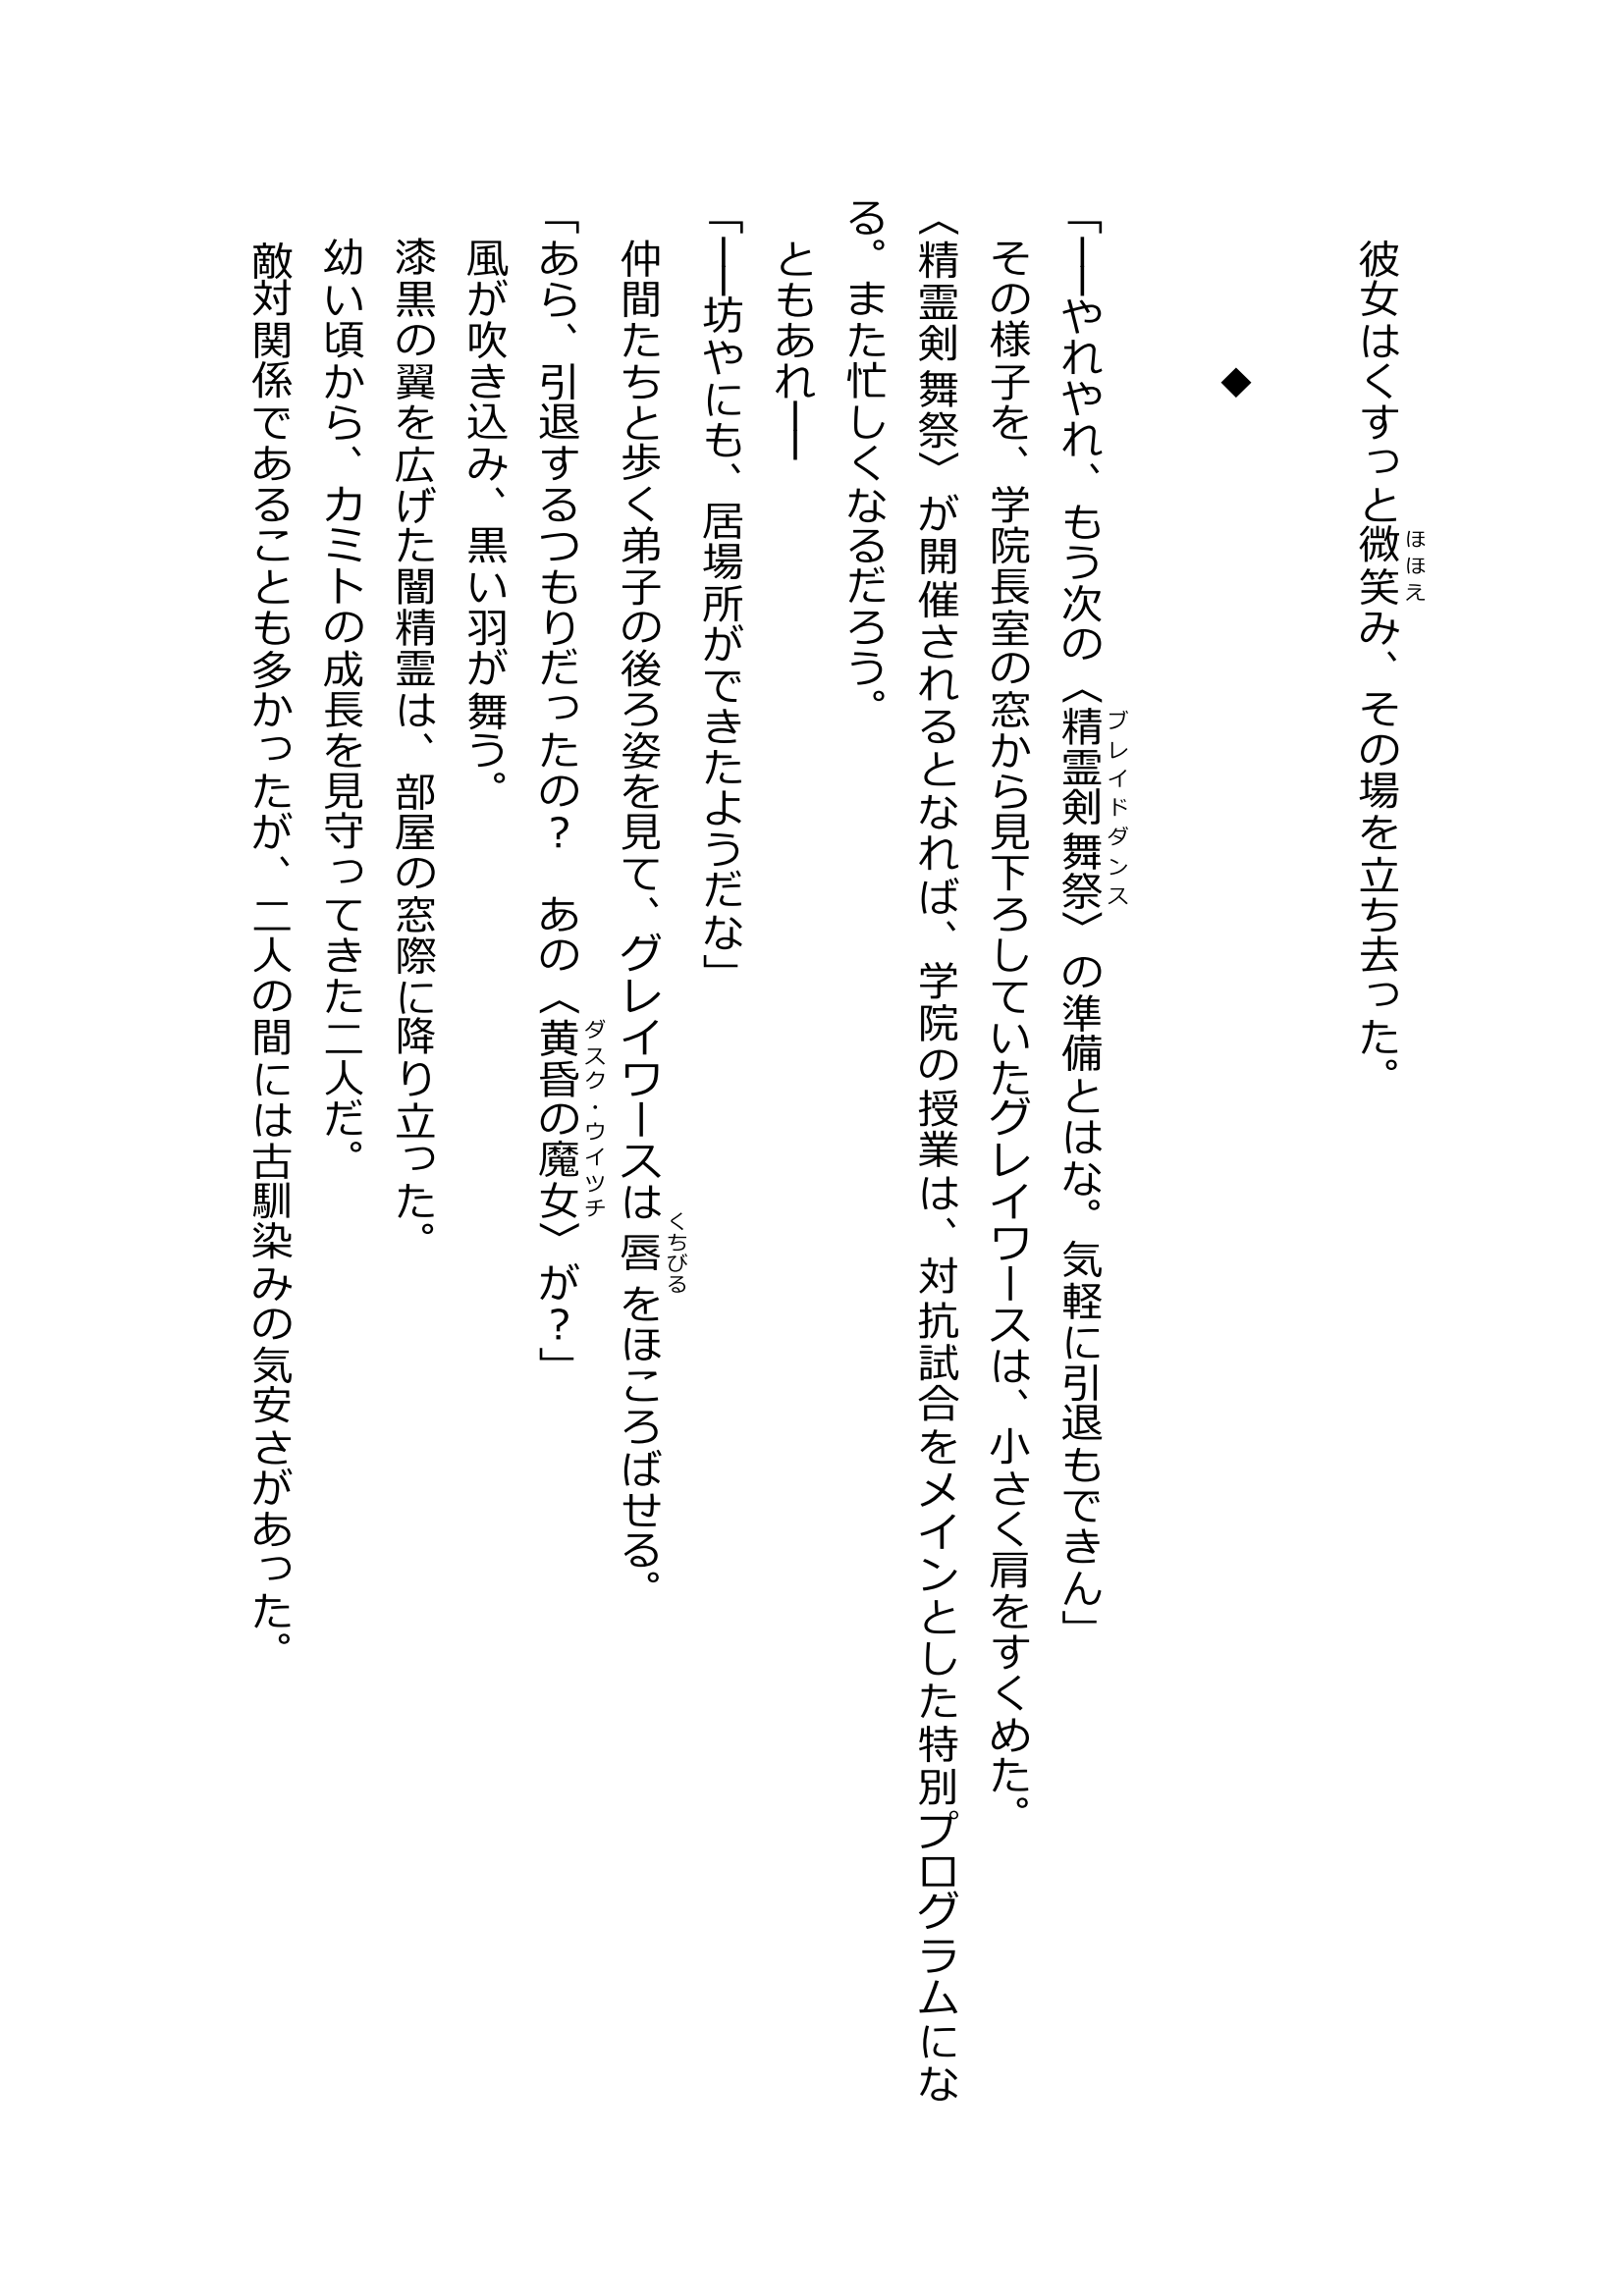 彼女はくすっと微笑み、その場を立ち去った。
ほほえ
◆
「――やれやれ、もう次の〈精霊剣舞祭〉の準備とはな。気軽に引退もできん」
ブレイドダンス
その様子を、学院長室の窓から見下ろしていたグレイワースは、小さく肩をすくめた。
〈精霊剣舞祭〉が開催されるとなれば、学院の授業は、対抗試合をメインとした特別プログラムにな
る。また忙しくなるだろう。
ともあれ――
「――坊やにも、居場所ができたようだな」
仲間たちと歩く弟子の後ろ姿を見て、グレイワースは唇をほころばせる。
くちびる
「あら、引退するつもりだったの？　あの〈黄昏の魔女〉が？」
ダスク・ウイツチ
風が吹き込み、黒い羽が舞う。
漆黒の翼を広げた闇精霊は、部屋の窓際に降り立った。
幼い頃から、カミトの成長を見守ってきた二人だ。
敵対関係であることも多かったが、二人の間には古馴染みの気安さがあった。